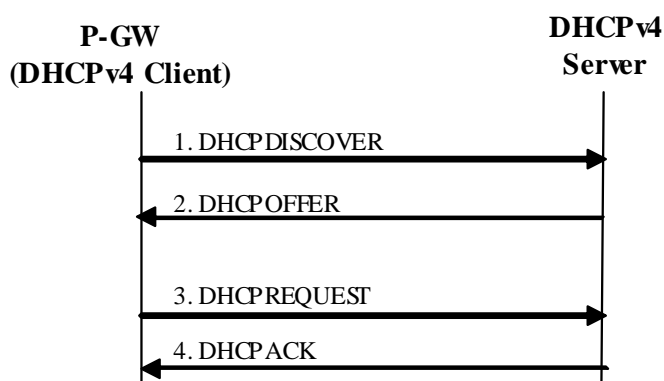 P-GW
(DHCPv4 Client)
DHCPv4
Server
1. DHCPDISCOVER
2. DHCPOFFER
3. DHCPREQUEST
4. DHCPACK